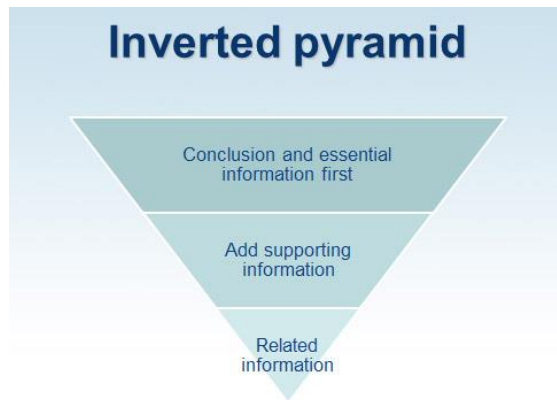 Inverted pyramid
Conclusion and essential
information first
Add supporting
information
Related
information